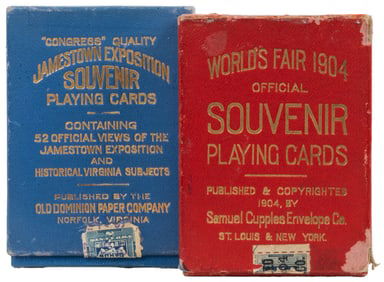 "CONGRESS" QUALITY
JAMESTOWN EXPOSITION
SOUVENIR
PLAYING CARDS
CONTAINING
52 OFFICIAL VIEWS OF THE
JAMESTOWN EXPOSITION
AND
HISTORICAL VIRGINIA SUBJECTS
PUBLISHED BY THE
OLD DOMINION PAPER COMPANY
NORFOLK, VIRGINIA
WORLD'S FAIR 1904
OFFICIAL
SOUVENIR
PLAYING CARDS
PUBLISHED & COPYRIGHTED
1904, BY
Samuel Cupples Envelope Co.
ST. LOUIS & NEW YORK.